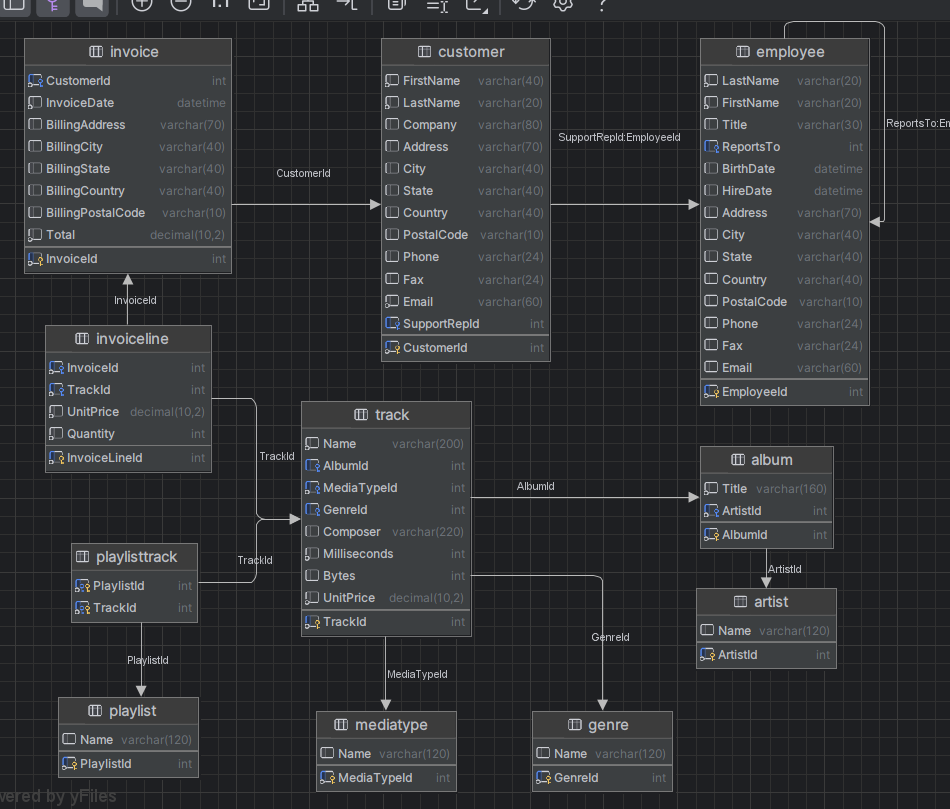 1:1
invoice
CustomerId int
InvoiceDate datetime
BillingAddress varchar(70)
BillingCity varchar(40)
BillingState varchar(40)
BillingCountry varchar(40)
BillingPostalCode varchar(10)
Total decimal(10,2)
InvoiceId int
CustomerId
customer
FirstName varchar(40)
LastName varchar(20)
Company varchar(80)
Address varchar(70)
City varchar(40)
State varchar(40)
Country varchar(40)
PostalCode varchar(10)
Phone varchar(24)
Fax varchar(24)
Email varchar(60)
SupportRepId int
CustomerId int
SupportRepId:EmployeeId
employee
LastName varchar(20)
FirstName varchar(20)
Title varchar(30)
ReportsTo int
BirthDate datetime
HireDate datetime
Address varchar(70)
City varchar(40)
State varchar(40)
Country varchar(40)
PostalCode varchar(10)
Phone varchar(24)
Fax varchar(24)
Email varchar(60)
EmployeeId int
ReportsTo:Em
InvoiceId
invoiceline
InvoiceId int
TrackId int
UnitPrice decimal(10,2)
Quantity int
InvoiceLineId int
TrackId
track
Name varchar(200)
AlbumId int
MediaTypeId int
GenreId int
Composer varchar(220)
Milliseconds int
Bytes int
UnitPrice decimal(10,2)
TrackId int
AlbumId
album
Title varchar(160)
ArtistId int
AlbumId int
ArtistId
artist
Name varchar(120)
ArtistId int
playlisttrack
PlaylistId int
TrackId int
TrackId
PlaylistId
playlist
Name varchar(120)
PlaylistId int
MediaTypeId
mediatype
Name varchar(120)
MediaTypeId int
GenreId
genre
Name varchar(120)
GenreId int
wered by yFiles